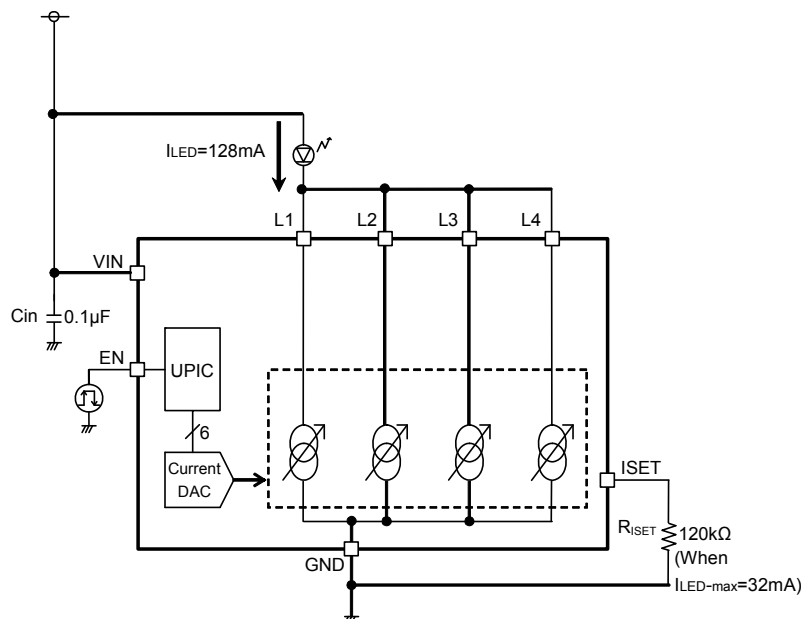 ILED=128mA
L1 L2 L3 L4
VIN
Cin 0.1µF
EN
UPIC
6
Current
DAC
ISET
RISET 120kΩ
(When
ILED-max=32mA)
GND